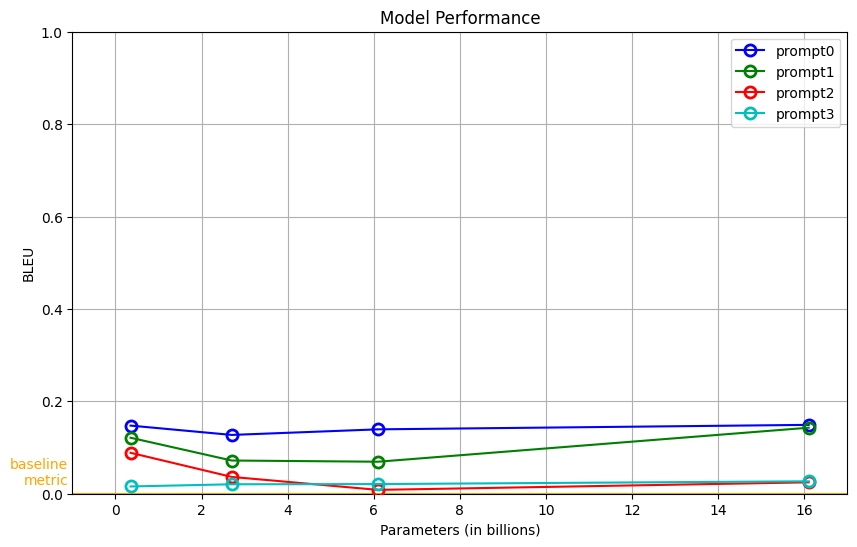 Model Performance
1.0
0.8
0.6
0.4
0.2
0.0
BLEU
baseline
metric
0
2
4
6
8
10
12
14
16
Parameters (in billions)
prompt0
prompt1
prompt2
prompt3